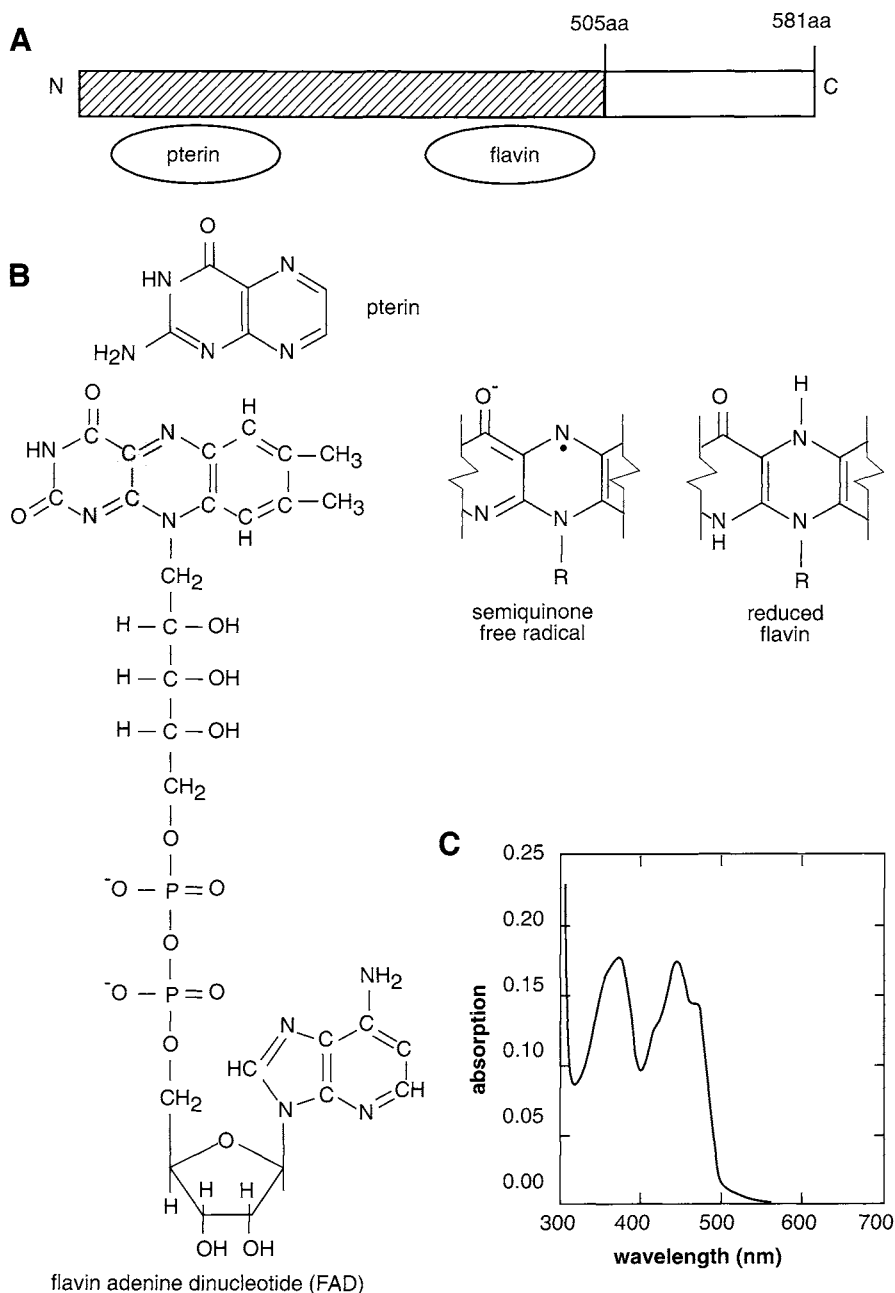 A
505aa
581aa
N
C
pterin
flavin
B
O
HN
N
H2N
N
N
pterin
O
H
HN
C
N
C
C
C
C
C
CH3
C
C
C
C
CH3
O
N
N
C
H
CH2
H – C – OH
H – C – OH
H – C – OH
CH2
O
-O – P = O
O
-O – P = O
O
CH2
O
H
H
H
OH
OH
NH2
N
C
C
C
HC
C
CH
N
N
flavin adenine dinucleotide (FAD)
O-
N
•
N
N
R
semiquinone
free radical
O
H
N
N
H
N
R
reduced
flavin
C
0.25
0.20
0.15
0.10
0.05
0.00
absorption
300
400
500
600
700
wavelength (nm)